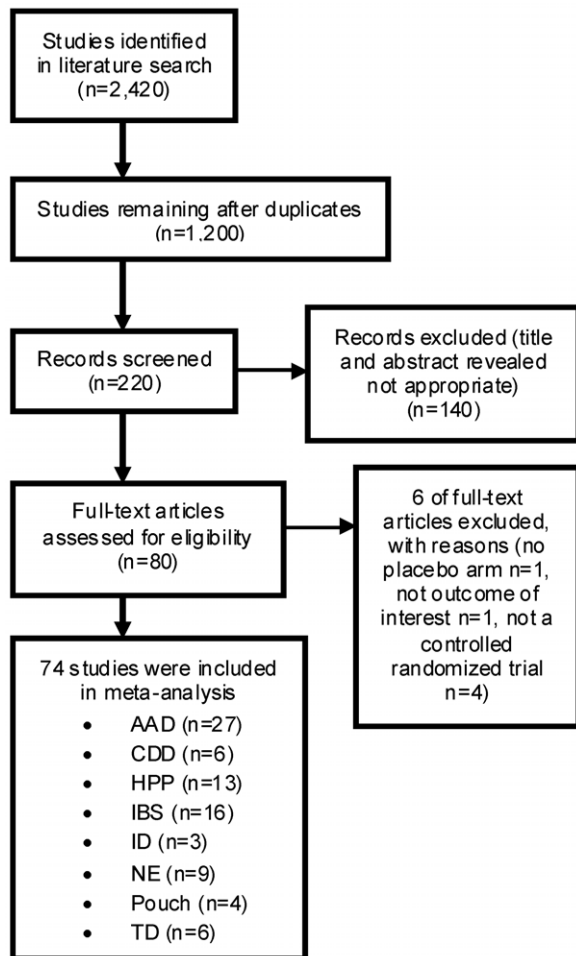 Studies identified
in literature search
(n=2,420)
Studies remaining after duplicates
(n=1,200)
Records screened
(n=220)
Records excluded (title
and abstract revealed
not appropriate)
(n=140)
Full-text articles
assessed for eligibility
(n=80)
6 of full-text
articles excluded,
with reasons (no
placebo arm n=1,
not outcome of
interest n=1, not a
controlled
randomized trial
n=4)
74 studies were included
in meta-analysis
• AAD (n=27)
• CDD (n=6)
• HPP (n=13)
• IBS (n=16)
• ID (n=3)
• NE (n=9)
• Pouch (n=4)
• TD (n=6)